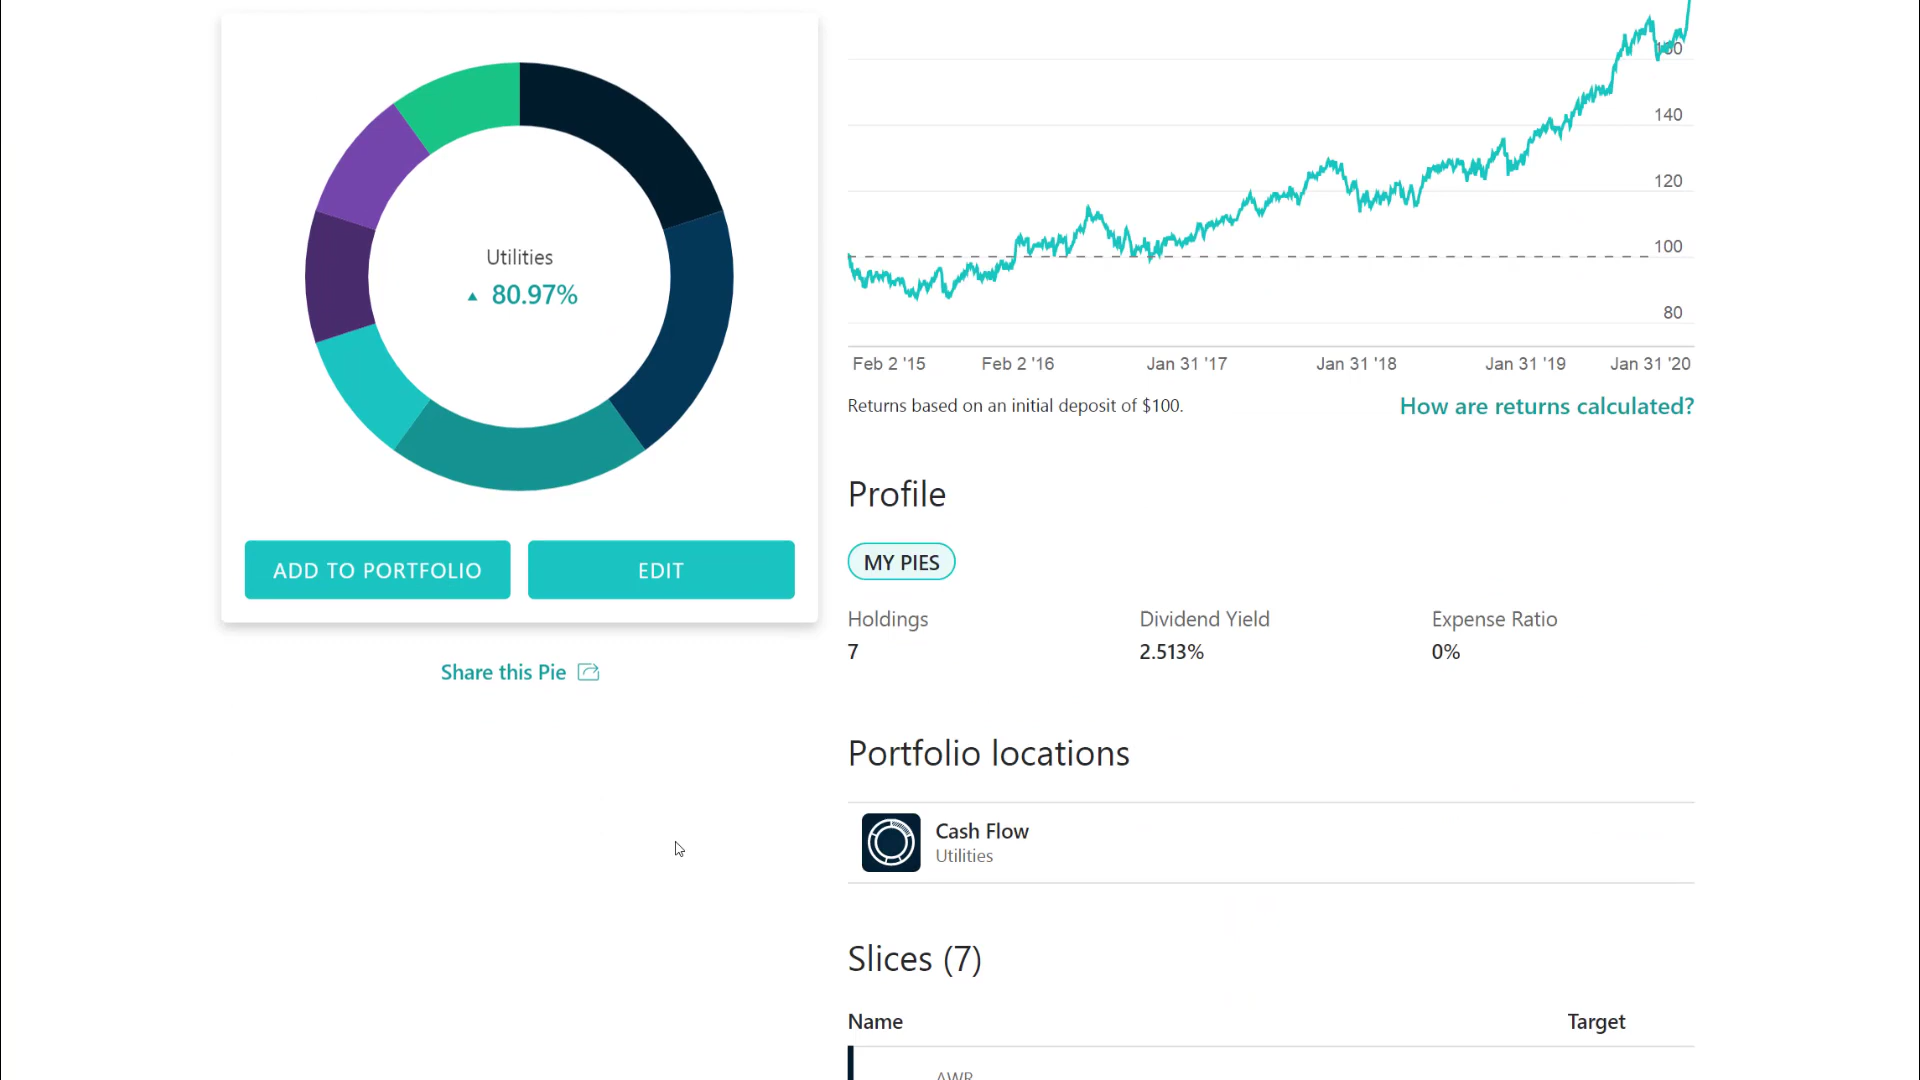 Utilities
▲ 80.97%
ADD TO PORTFOLIO
EDIT
Share this Pie
160
140
120
100
80
Feb 2 '15
Feb 2 '16
Jan 31 '17
Jan 31 '18
Jan 31 '19
Jan 31 '20
Returns based on an initial deposit of $100.
How are returns calculated?
Profile
MY PIES
Holdings
Dividend Yield
Expense Ratio
7
2.513%
0%
Portfolio locations
Cash Flow
Utilities
Slices (7)
Name
Target
AWR